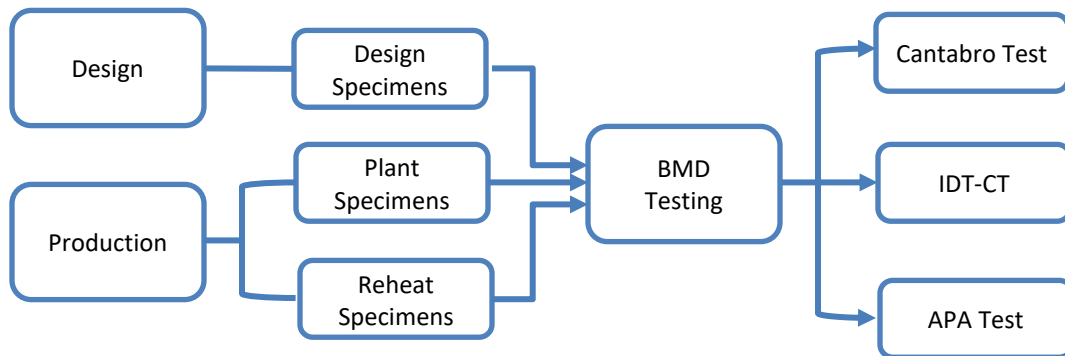 Design
Design
Specimens
Production
Plant
Specimens
Reheat
Specimens
BMD
Testing
Cantabro Test
IDT-CT
APA Test